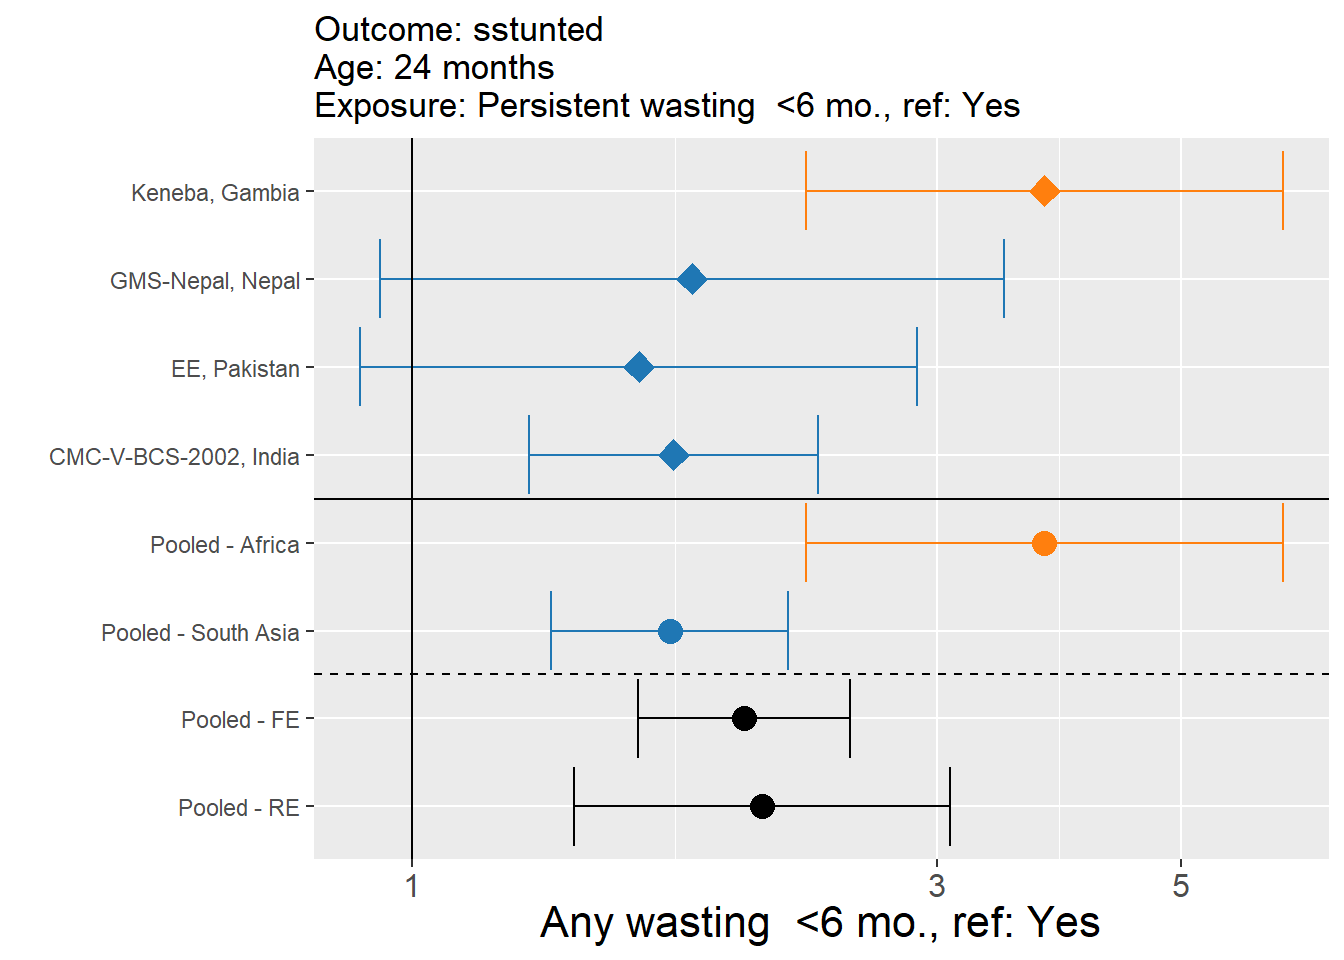 Outcome: sstunted
Age: 24 months
Exposure: Persistent wasting  <6 mo., ref: Yes
Keneba, Gambia
GMS-Nepal, Nepal
EE, Pakistan
CMC-V-BCS-2002, India
Pooled - Africa
Pooled - South Asia
Pooled - FE
Pooled - RE
1 3 5
Any wasting  <6 mo., ref: Yes